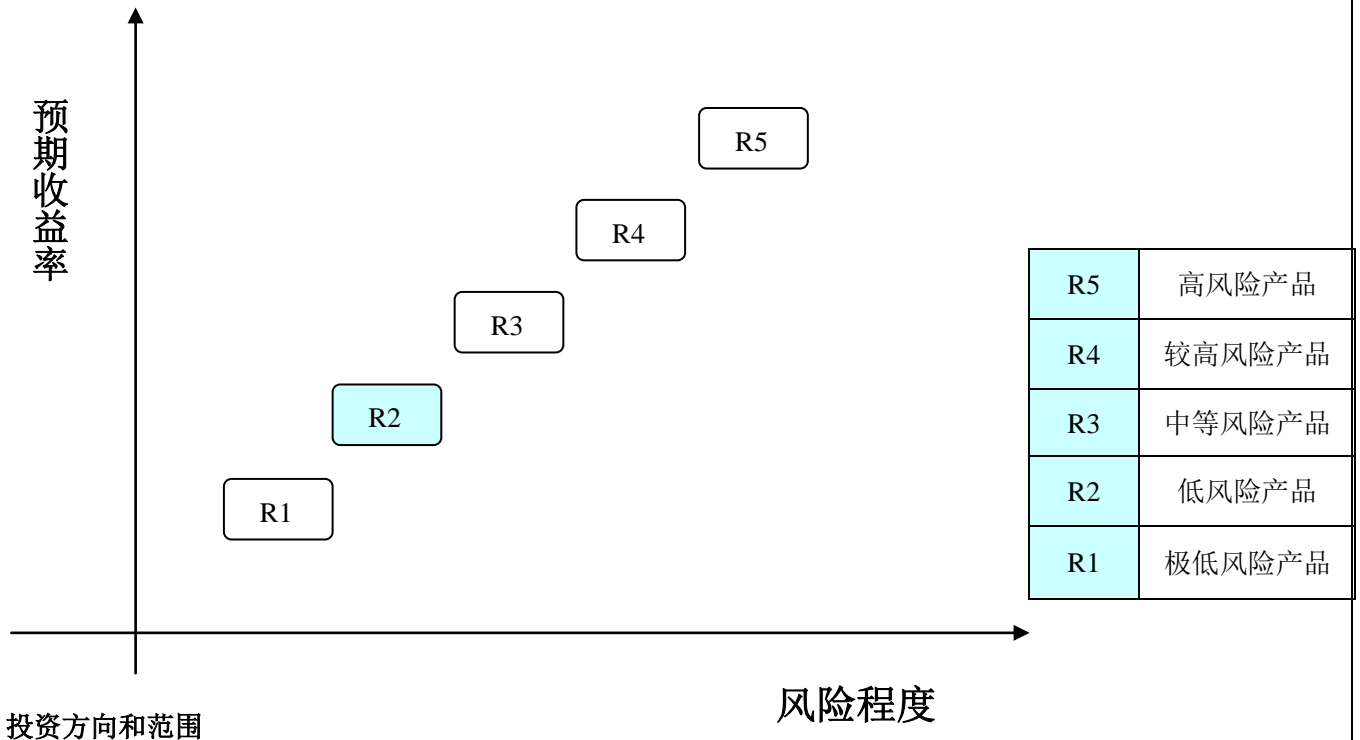 预期收益率
R5
R4
R3
R2
R1
R5 高风险产品
R4 较高风险产品
R3 中等风险产品
R2 低风险产品
R1 极低风险产品
风险程度
投资方向和范围